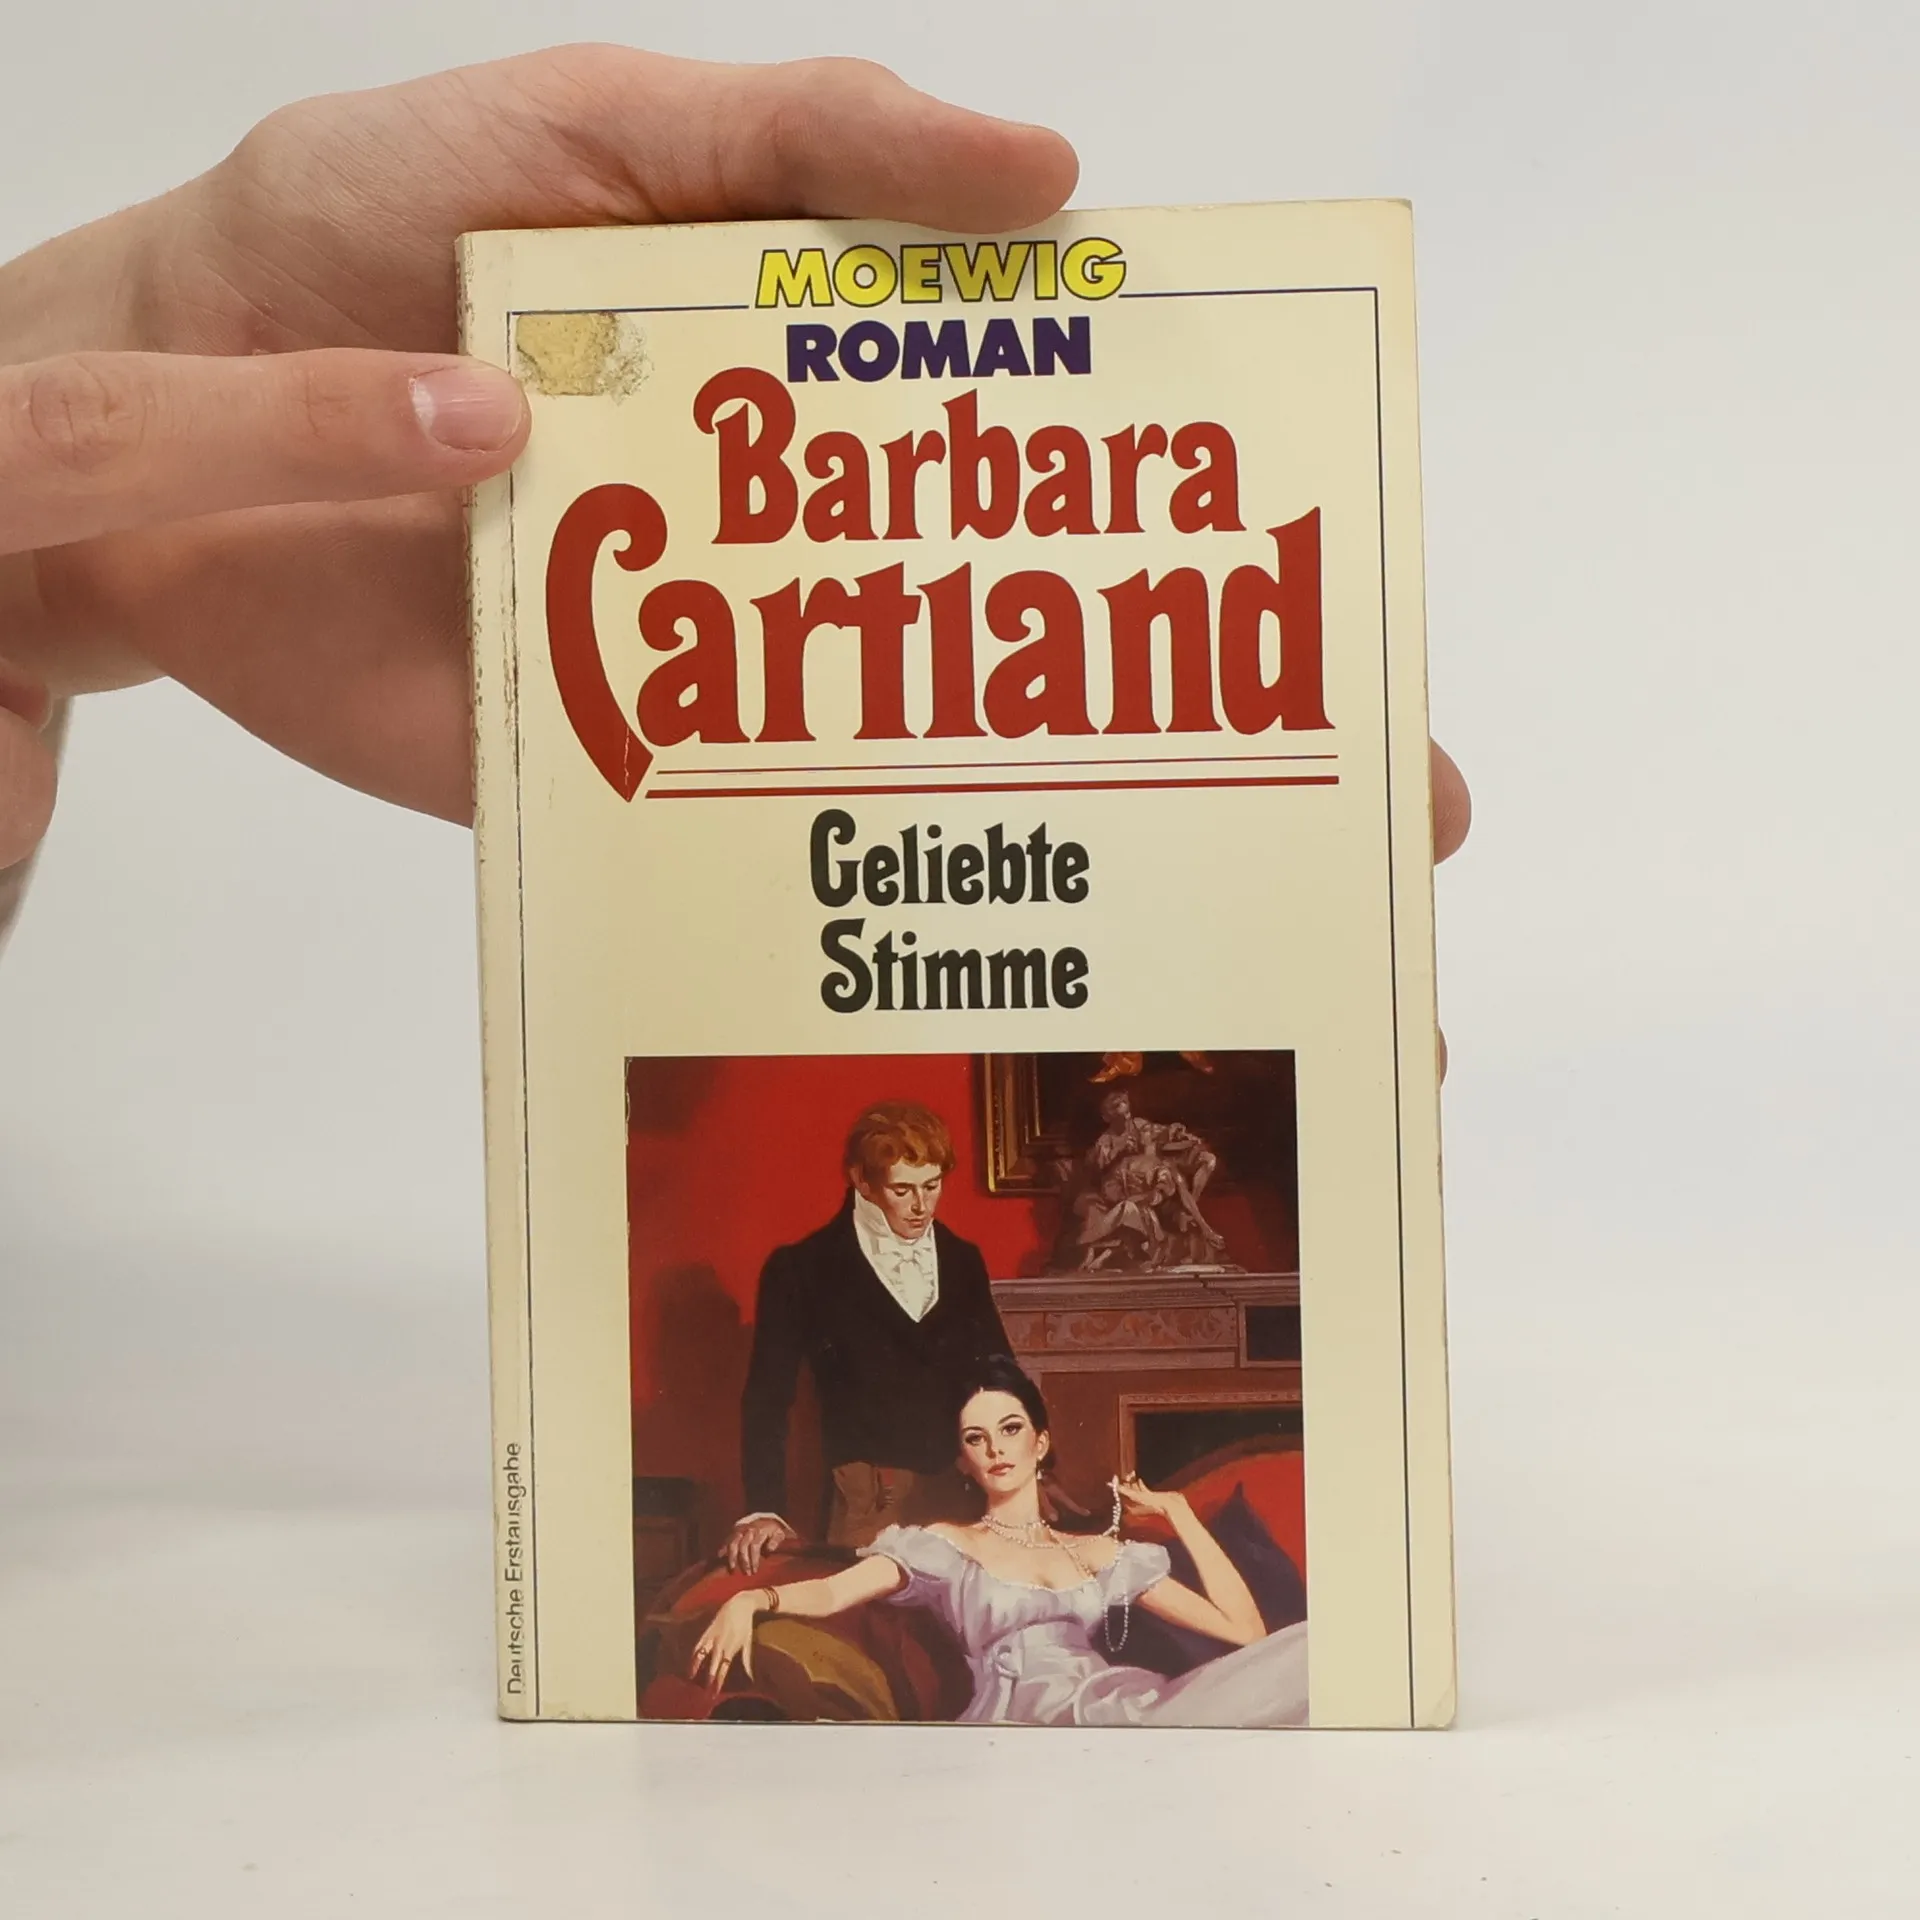 MOEWIG
ROMAN
Barbara
Cartland
Geliebte
Stimme
Deutsche Erstausgabe